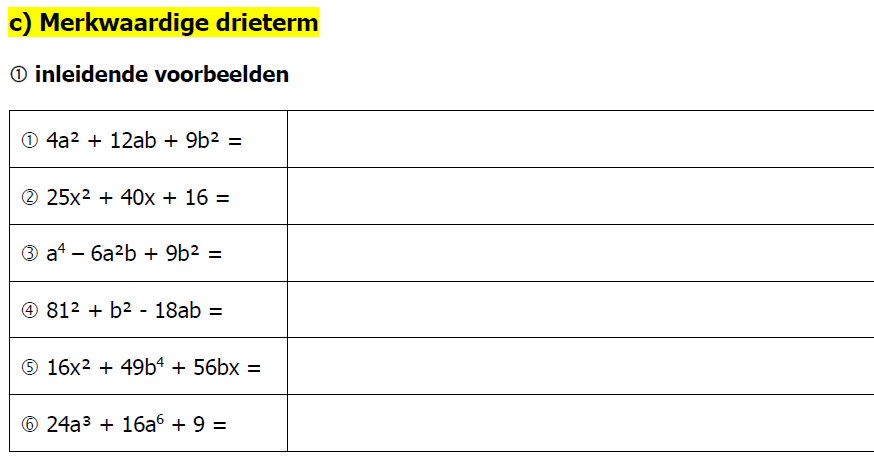 c) Merkwaardige drieterm
① inleidende voorbeelden
① 4a² + 12ab + 9b² =
② 25x² + 40x + 16 =
③ a⁴ – 6a²b + 9b² =
④ 81² + b² - 18ab =
⑤ 16x² + 49b⁴ + 56bx =
⑥ 24a³ + 16a⁶ + 9 =